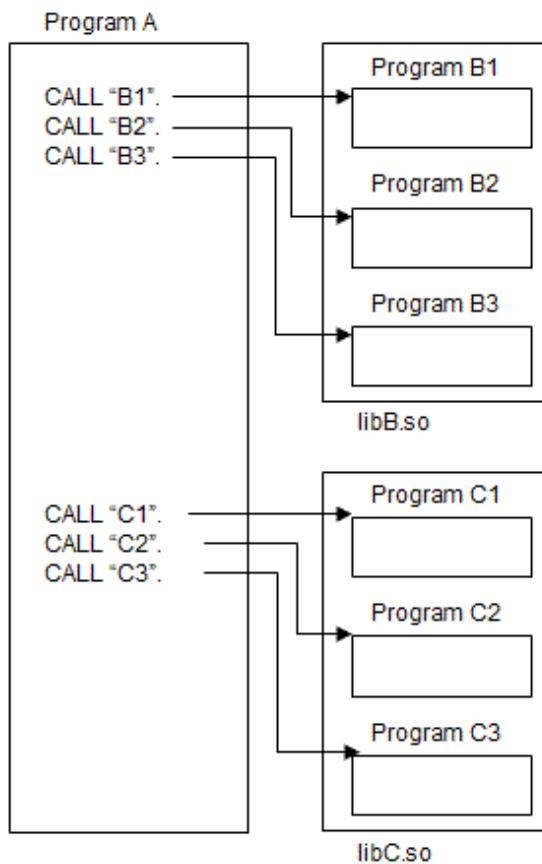 Program A
CALL “B1”.
CALL “B2”.
CALL “B3”.
CALL “C1”.
CALL “C2”.
CALL “C3”.
Program B1
Program B2
Program B3
libB.so
Program C1
Program C2
Program C3
libC.so